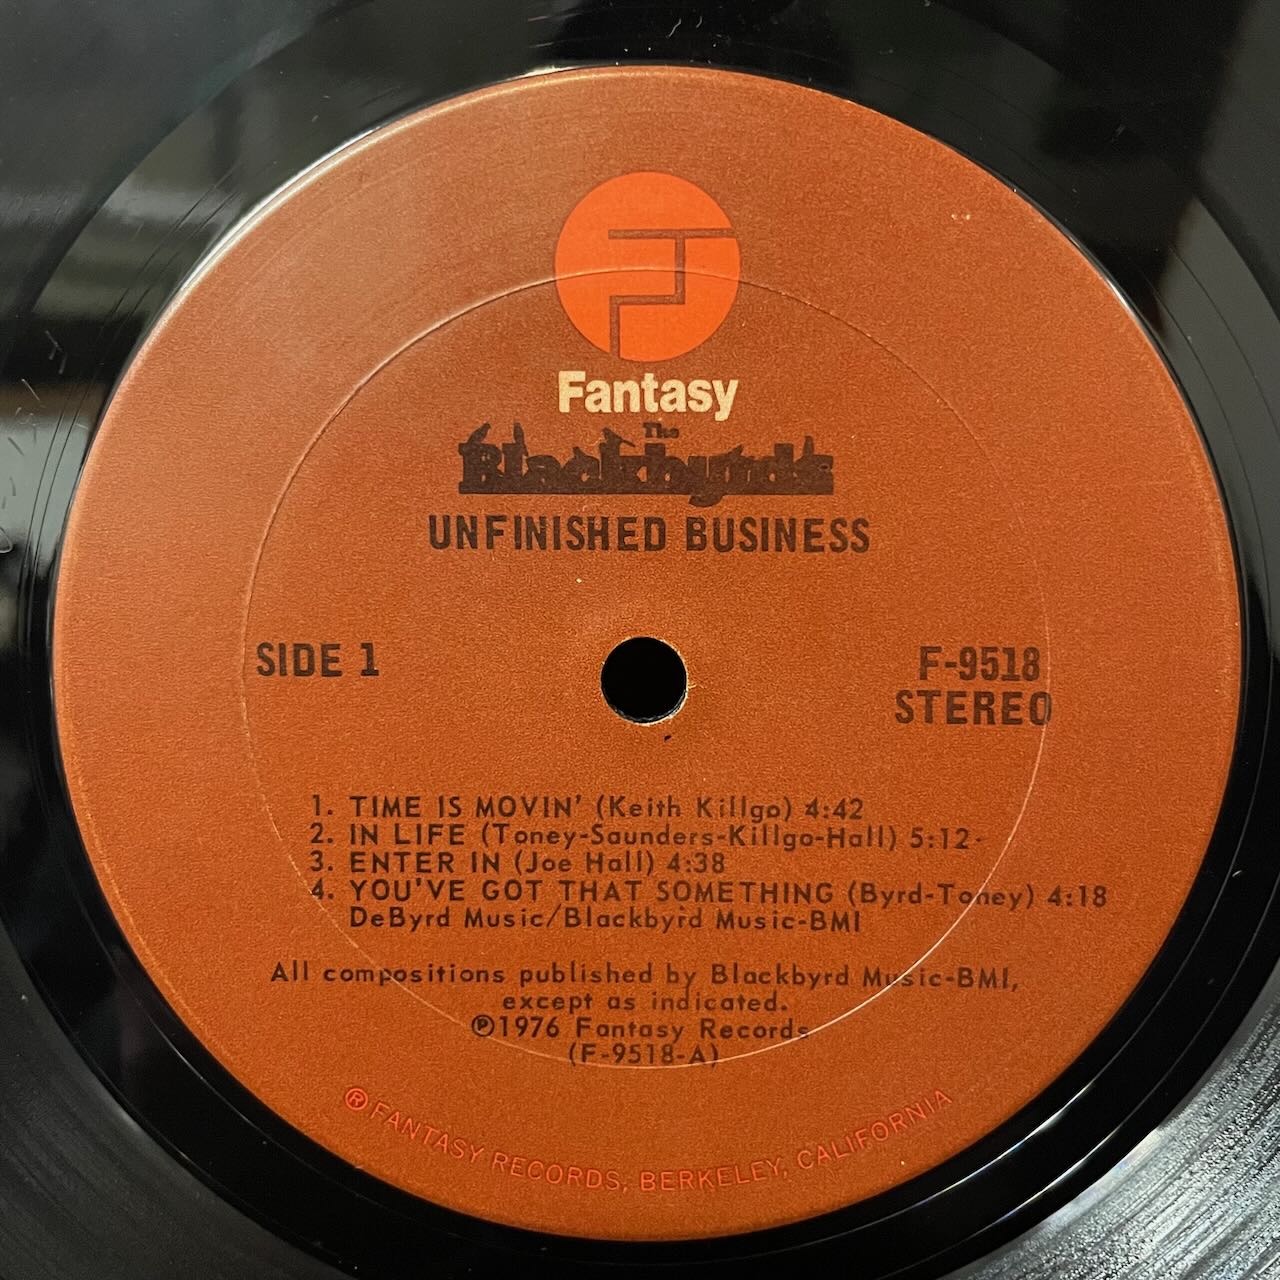 Fantasy
The
Blackbyrds
UNFINISHED BUSINESS
SIDE 1
F-9518
STEREO
1. TIME IS MOVIN' (Keith Killgo) 4:42
2. IN LIFE (Toney-Saunders-Killgo-Hall) 5:12
3. ENTER IN (Joe Hall) 4:38
4. YOU'VE GOT THAT SOMETHING (Byrd-Toney) 4:18
DeByrd Music/Blackbyrd Music-BMI
All compositions published by Blackbyrd Music-BMI,
except as indicated.
℗1976 Fantasy Records
(F-9518-A)
® FANTASY RECORDS, BERKELEY, CALIFORNIA